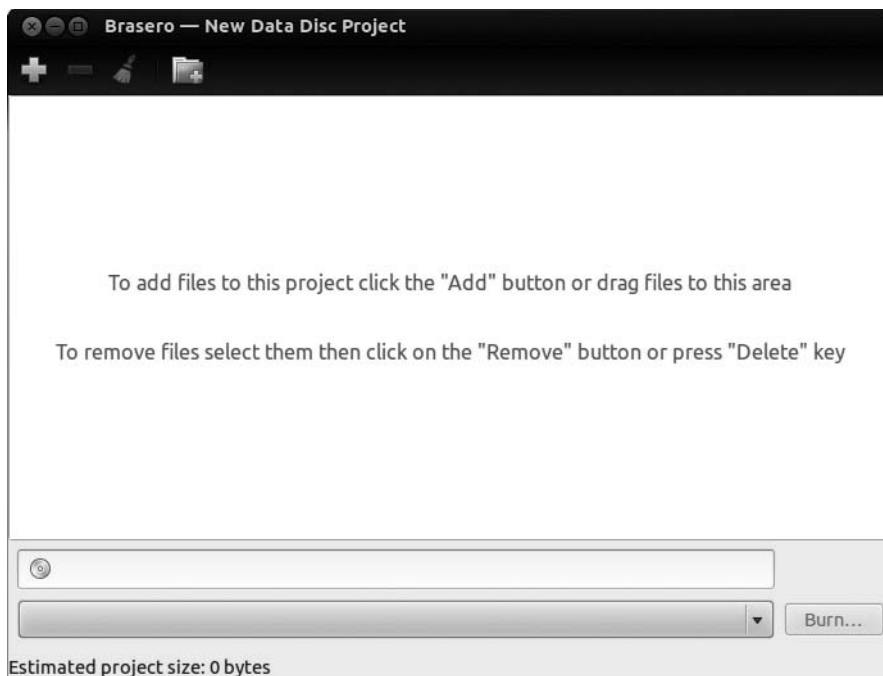 Brasero — New Data Disc Project
To add files to this project click the "Add" button or drag files to this area
To remove files select them then click on the "Remove" button or press "Delete" key
Burn...
Estimated project size: 0 bytes